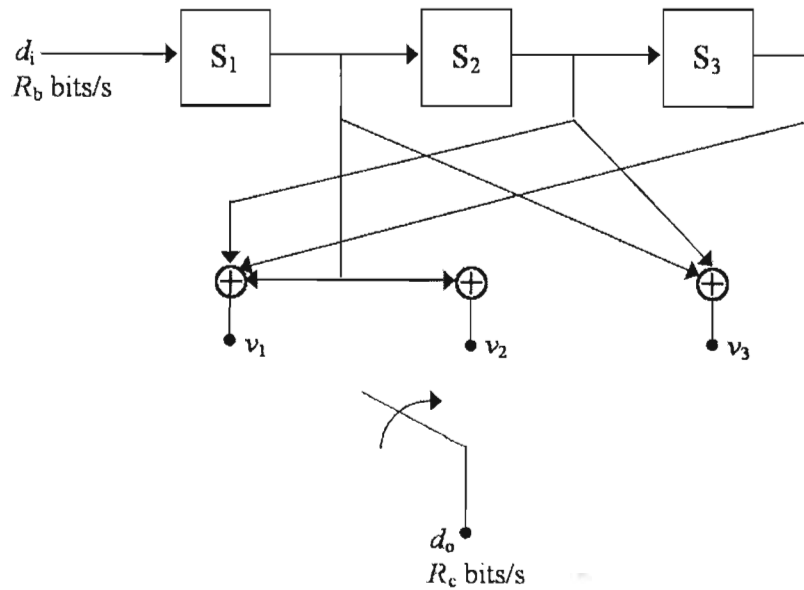 d_i
R_b bits/s
S_1
S_2
S_3
v_1
v_2
v_3
d_o
R_c bits/s